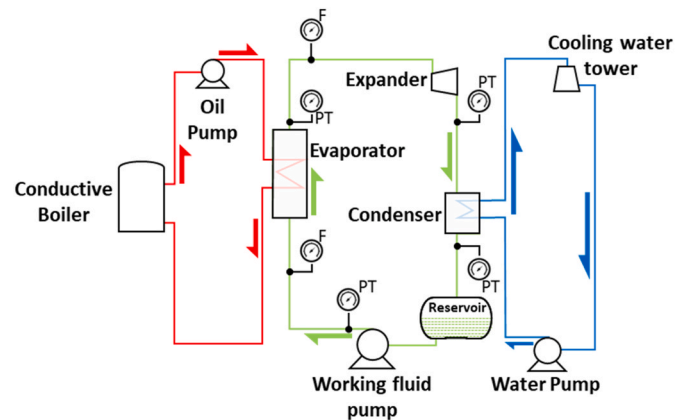 F
Cooling water
tower
Expander
PT
Oil
Pump
PT
Evaporator
Conductive
Boiler
Condenser
F
PT
PT
Reservoir
Working fluid
pump
Water Pump